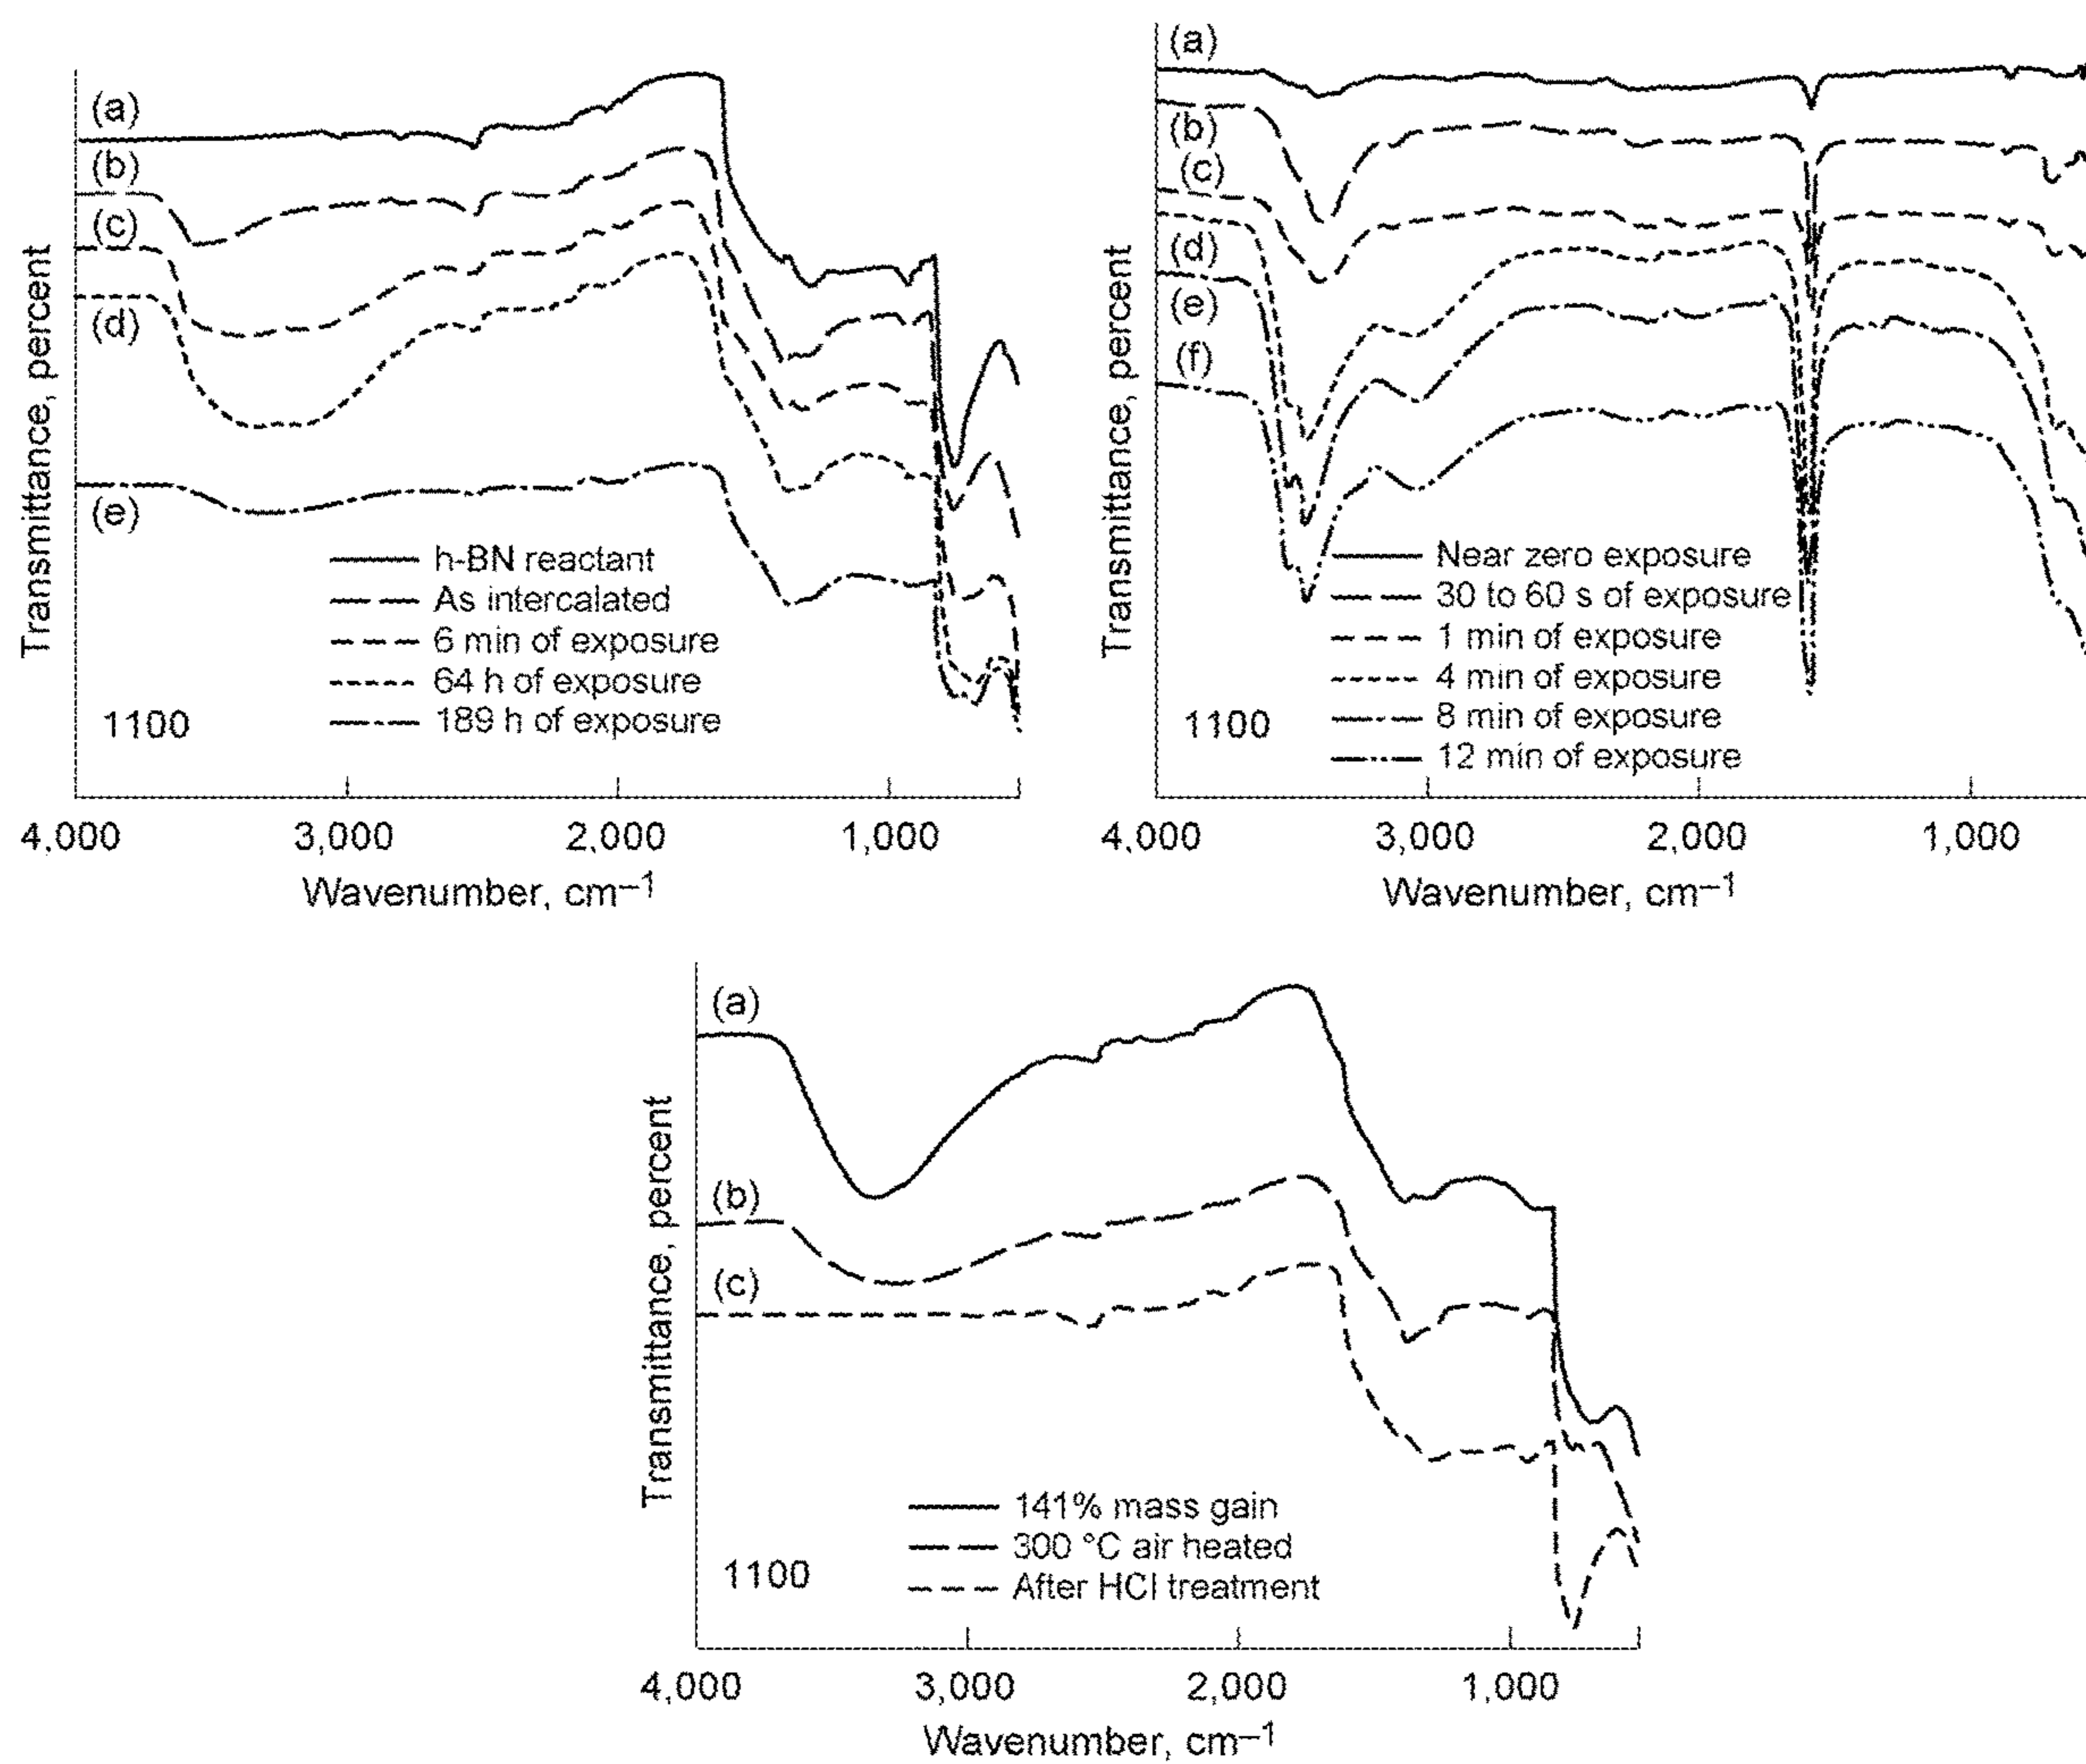 Transmittance, percent
(a)
(b)
(c)
(d)
(e)
h-BN reactant
As intercalated
6 min of exposure
64 h of exposure
189 h of exposure
1100
4,000
3,000
2,000
1,000
Wavenumber, cm–1
Transmittance, percent
(a)
(b)
(c)
(d)
(e)
(f)
Near zero exposure
30 to 60 s of exposure
1 min of exposure
4 min of exposure
8 min of exposure
12 min of exposure
1100
4,000
3,000
2,000
1,000
Wavenumber, cm–1
Transmittance, percent
(a)
(b)
(c)
141% mass gain
300 °C air heated
After HCl treatment
1100
4,000
3,000
2,000
1,000
Wavenumber, cm–1